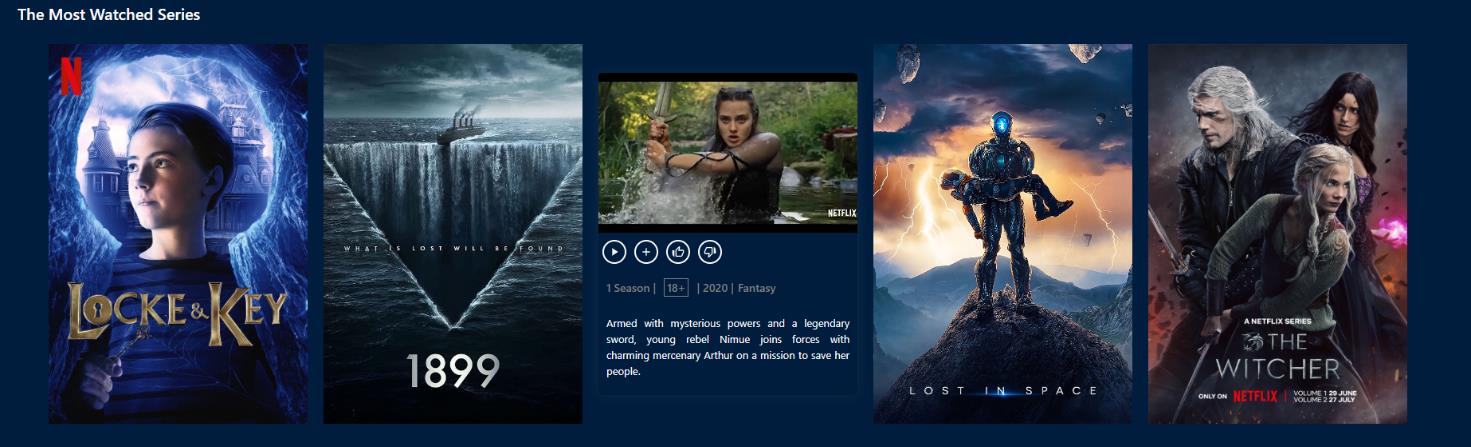 The Most Watched Series
N
LOCKE & KEY
WHAT IS LOST WILL BE FOUND
1899
NETFLIX
1 Season | 18+ | 2020 | Fantasy
Armed with mysterious powers and a legendary
sword, young rebel Nimue joins forces with
charming mercenary Arthur on a mission to save her
people.
LOST IN SPACE
A NETFLIX SERIES
THE
WITCHER
ONLY ON NETFLIX | VOLUME 1 29 JUNE
VOLUME 2 27 JULY